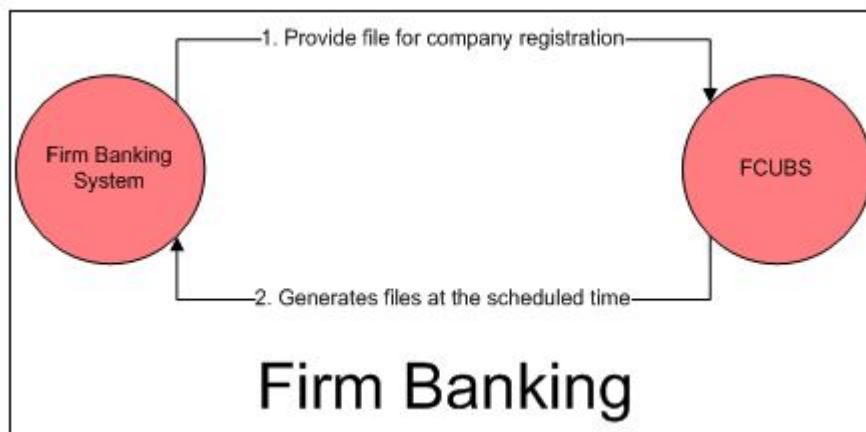 1. Provide file for company registration
Firm Banking
System
FCUBS
2. Generates files at the scheduled time
Firm Banking